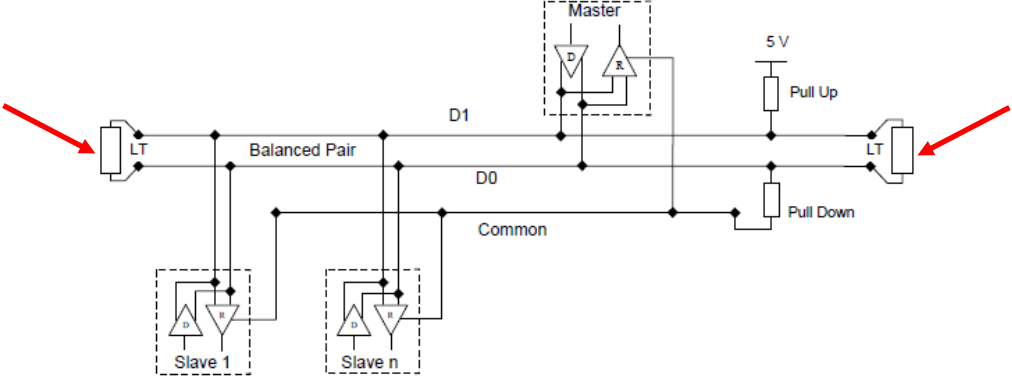 Master
D
R
5 V
Pull Up
D1
LT
Balanced Pair
LT
D0
Pull Down
Common
D
R
Slave 1
D
R
Slave n